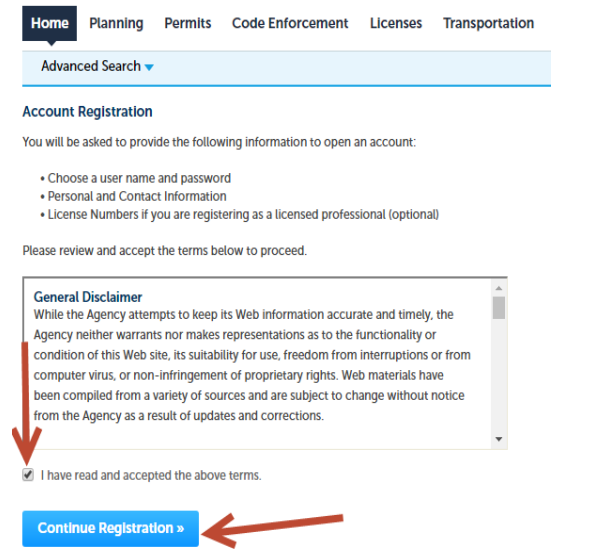 Home Planning Permits Code Enforcement Licenses Transportation
Advanced Search
Account Registration
You will be asked to provide the following information to open an account:
• Choose a user name and password
• Personal and Contact Information
• License Numbers if you are registering as a licensed professional (optional)
Please review and accept the terms below to proceed.
General Disclaimer
While the Agency attempts to keep its Web information accurate and timely, the
Agency neither warrants nor makes representations as to the functionality or
condition of this Web site, its suitability for use, freedom from interruptions or from
computer virus, or non-infringement of proprietary rights. Web materials have
been compiled from a variety of sources and are subject to change without notice
from the Agency as a result of updates and corrections.
I have read and accepted the above terms.
Continue Registration »